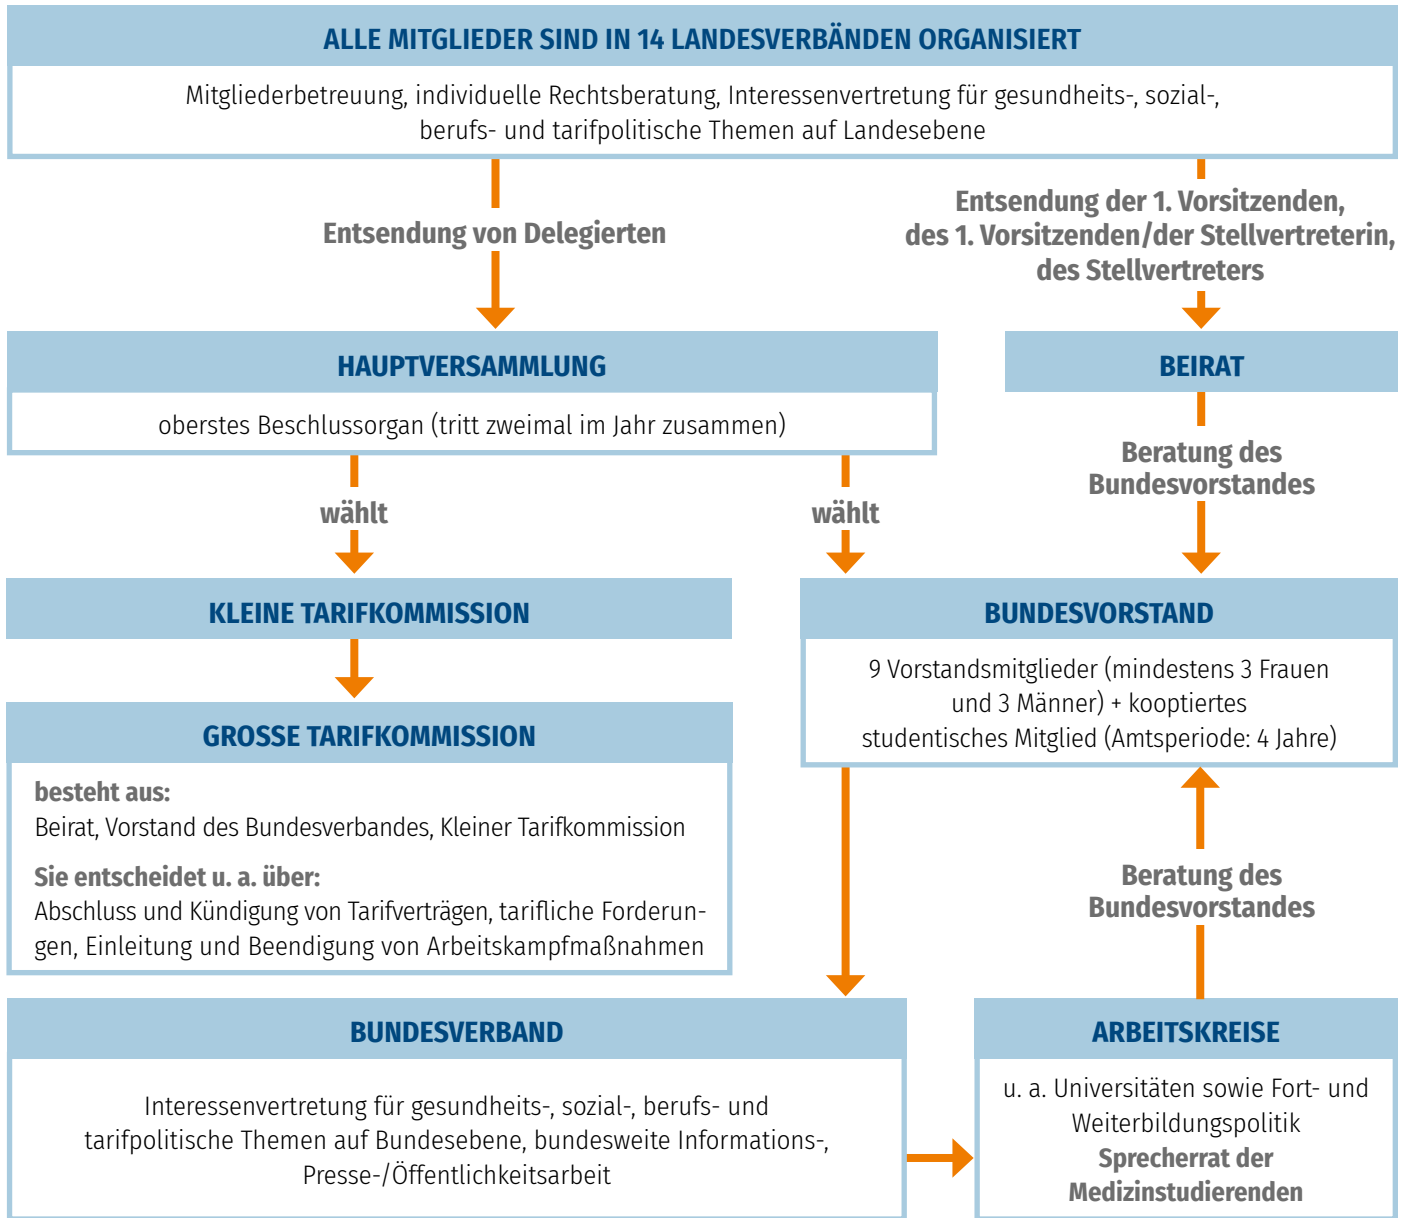 ALLE MITGLIEDER SIND IN 14 LANDESVERBÄNDEN ORGANISIERT
Mitgliederbetreuung, individuelle Rechtsberatung, Interessenvertretung für gesundheits-, sozial-,
berufs- und tarifpolitische Themen auf Landesebene
Entsendung von Delegierten
Entsendung der 1. Vorsitzenden,
des 1. Vorsitzenden/der Stellvertreterin,
des Stellvertreters
HAUPTVERSAMMLUNG
oberstes Beschlussorgan (tritt zweimal im Jahr zusammen)
BEIRAT
Beratung des
Bundesvorstandes
wählt
wählt
KLEINE TARIFKOMMISSION
BUNDESVORSTAND
9 Vorstandsmitglieder (mindestens 3 Frauen
und 3 Männer) + kooptiertes
studentisches Mitglied (Amtsperiode: 4 Jahre)
GROSSE TARIFKOMMISSION
besteht aus:
Beirat, Vorstand des Bundesverbandes, Kleiner Tarifkommission
Sie entscheidet u. a. über:
Abschluss und Kündigung von Tarifverträgen, tarifliche Forderun-
gen, Einleitung und Beendigung von Arbeitskampfmaßnahmen
Beratung des
Bundesvorstandes
BUNDESVERBAND
Interessenvertretung für gesundheits-, sozial-, berufs- und
tarifpolitische Themen auf Bundesebene, bundesweite Informations-,
Presse-/Öffentlichkeitsarbeit
ARBEITSKREISE
u. a. Universitäten sowie Fort- und
Weiterbildungspolitik
Sprecherrat der
Medizinstudierenden